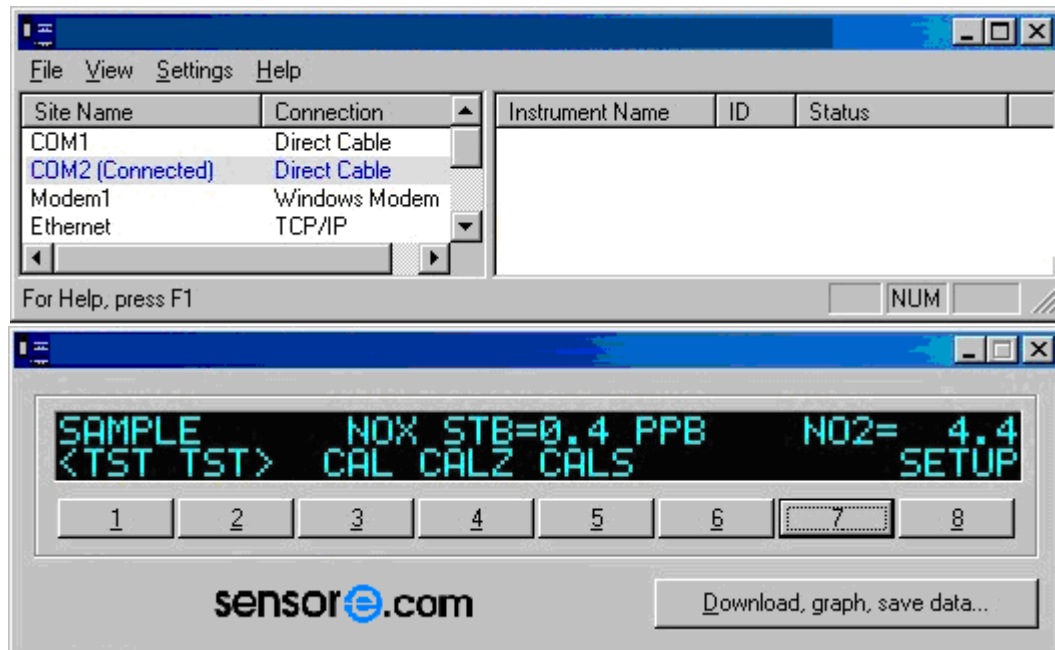 File View Settings Help
Site Name Connection Instrument Name ID Status
COM1 Direct Cable
COM2 (Connected) Direct Cable
Modem1 Windows Modem
Ethernet TCP/IP
For Help, press F1 NUM
SAMPLE NOX STB=0.4 PPB NO2= 4.4
<TST TST> CAL CALZ CALS SETUP
1 2 3 4 5 6 7 8
sensore.com Download, graph, save data...